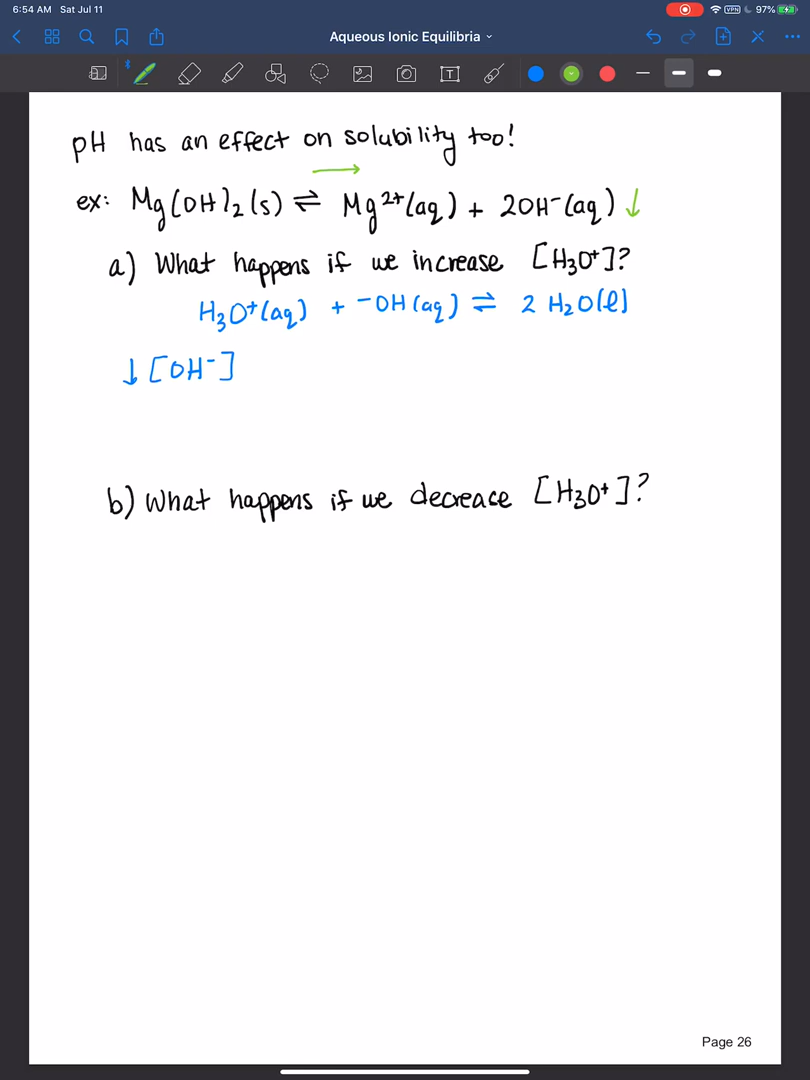 6:54 AM Sat Jul 11
VPN 97%
Aqueous Ionic Equilibria
T
pH has an effect on solubility too!
ex: Mg(OH)2(s) ⇌ Mg²⁺(aq) + 2OH⁻(aq) ↓
a) What happens if we increase [H₃O⁺]?
H₃O⁺(aq) + ⁻OH(aq) ⇌ 2 H₂O(l)
↓ [OH⁻]
b) What happens if we decrease [H₃O⁺]?
Page 26